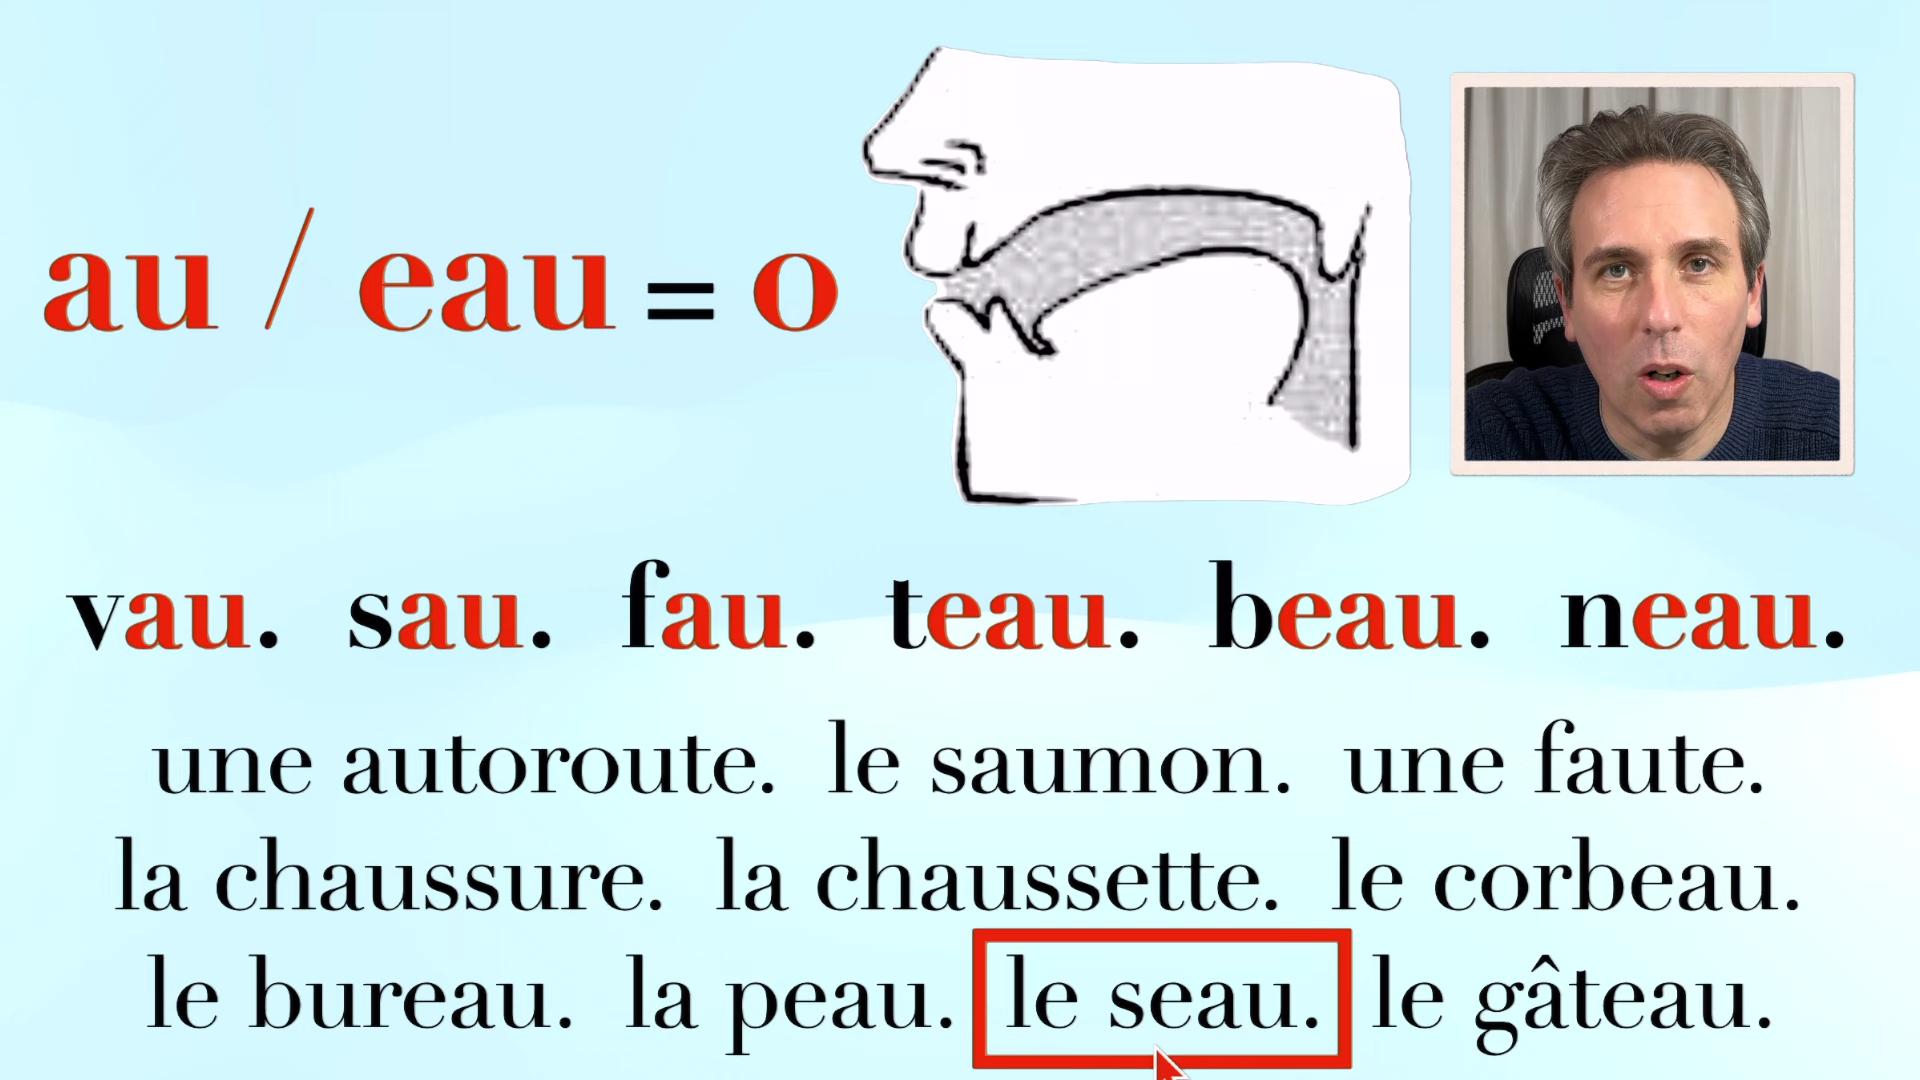 au / eau = o
vau. sau. fau. teau. beau. neau.
une autoroute. le saumon. une faute.
la chaussure. la chaussette. le corbeau.
le bureau. la peau. le seau. le gâteau.